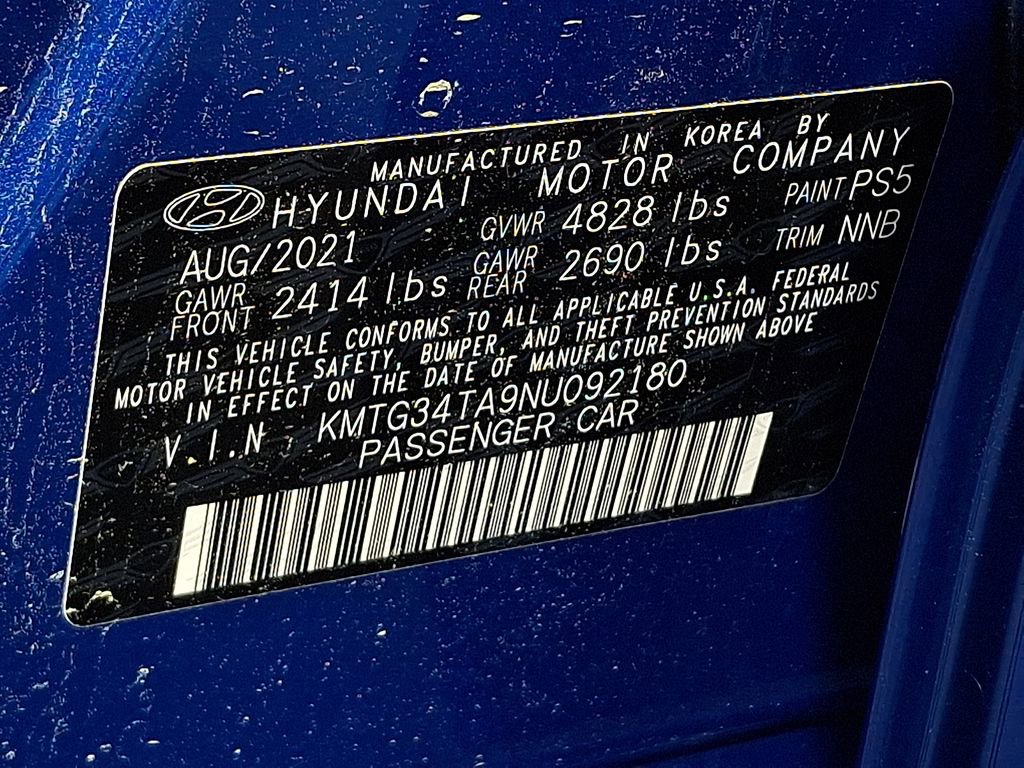 MANUFACTURED IN KOREA BY
HYUNDAI MOTOR COMPANY
AUG/2021 GVWR 4828 lbs PAINT PS5
GAWR FRONT 2414 lbs GAWR REAR 2690 lbs TRIM NNB
THIS VEHICLE CONFORMS TO ALL APPLICABLE U.S.A. FEDERAL
MOTOR VEHICLE SAFETY, BUMPER, AND THEFT PREVENTION STANDARDS
IN EFFECT ON THE DATE OF MANUFACTURE SHOWN ABOVE
V.I.N KMTG34TA9NU092180
PASSENGER CAR